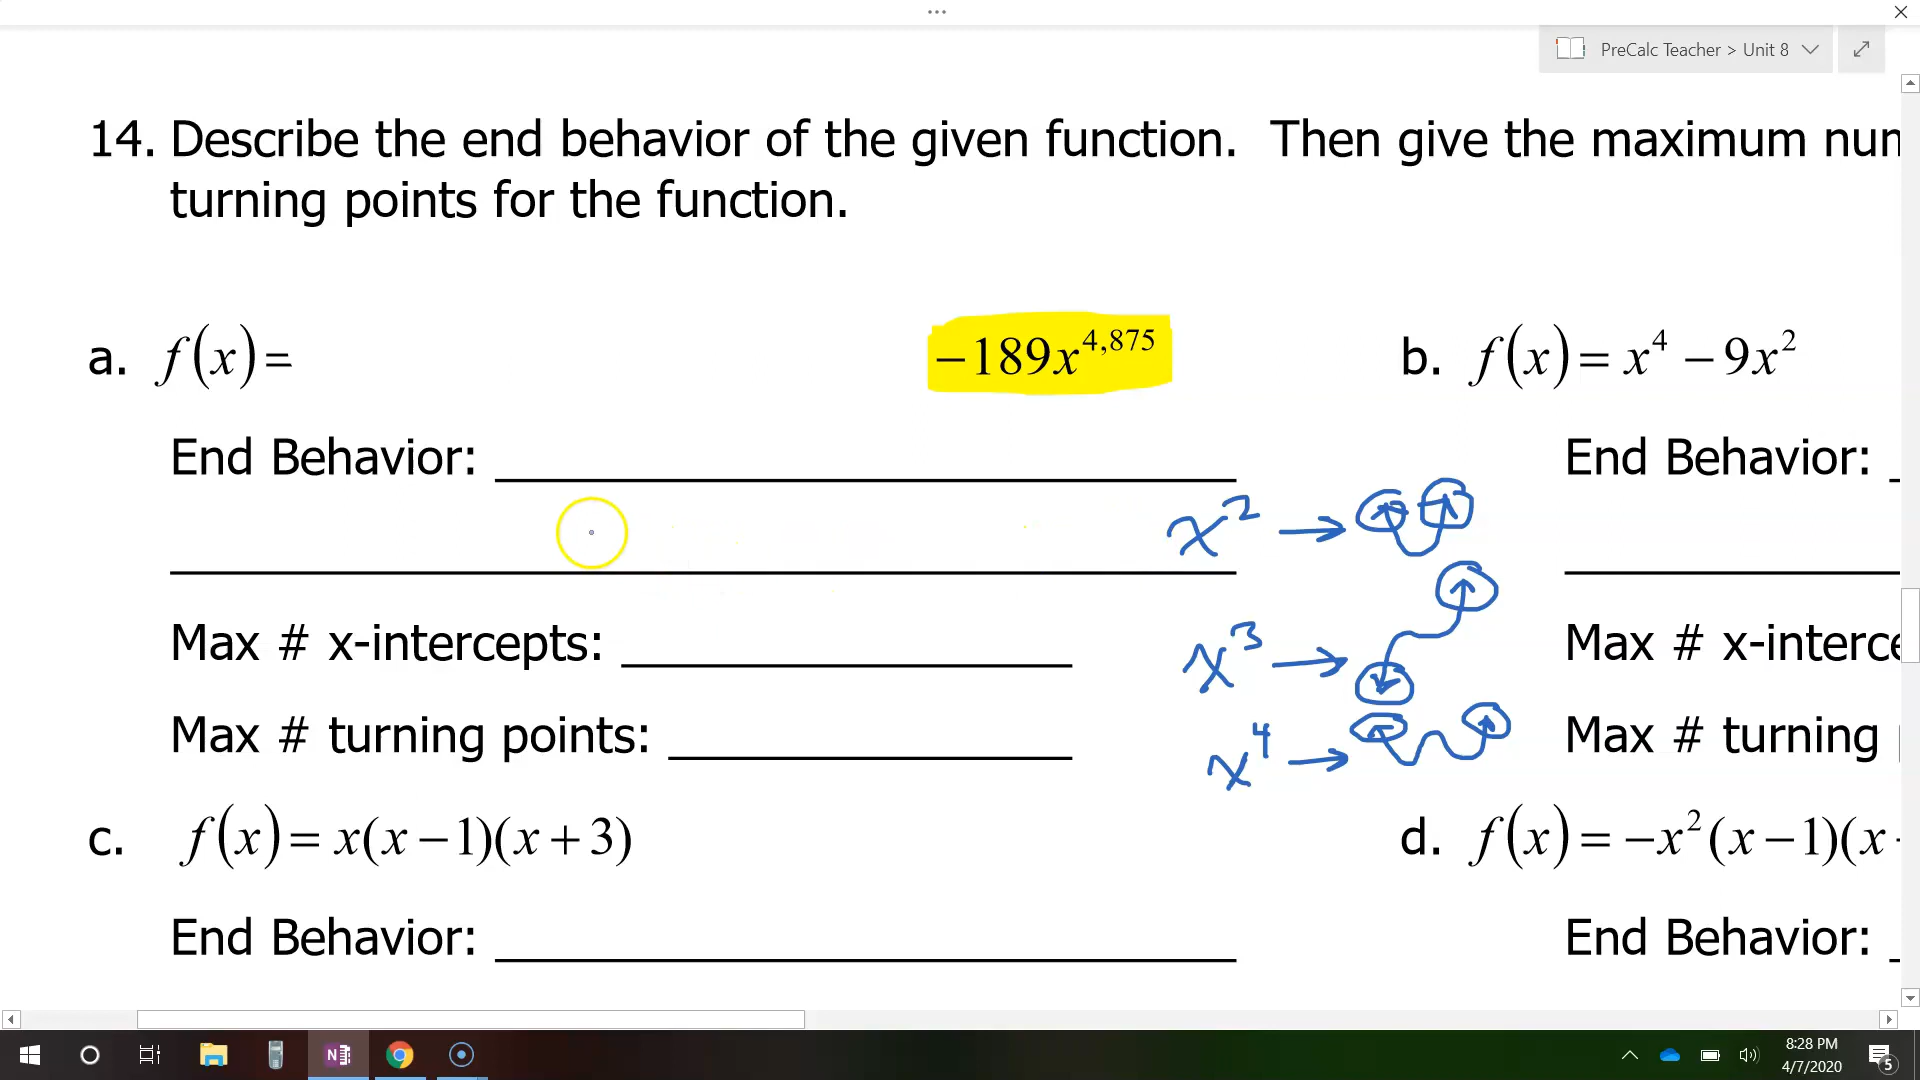 PreCalc Teacher > Unit 8
14. Describe the end behavior of the given function. Then give the maximum
turning points for the function.
a. f(x)= −189x^4,875
b. f(x) = x^4 − 9x^2
End Behavior:
End Behavior:
x^2 →
x^3 →
Max # x-intercepts:
Max #
Max # turning points:
Max # turning
x^4 →
c. f(x) = x(x − 1)(x + 3)
d. f(x) = −x^2(x − 1)(x
End Behavior:
End Behavior:
N
8:28 PM
4/7/2020
5